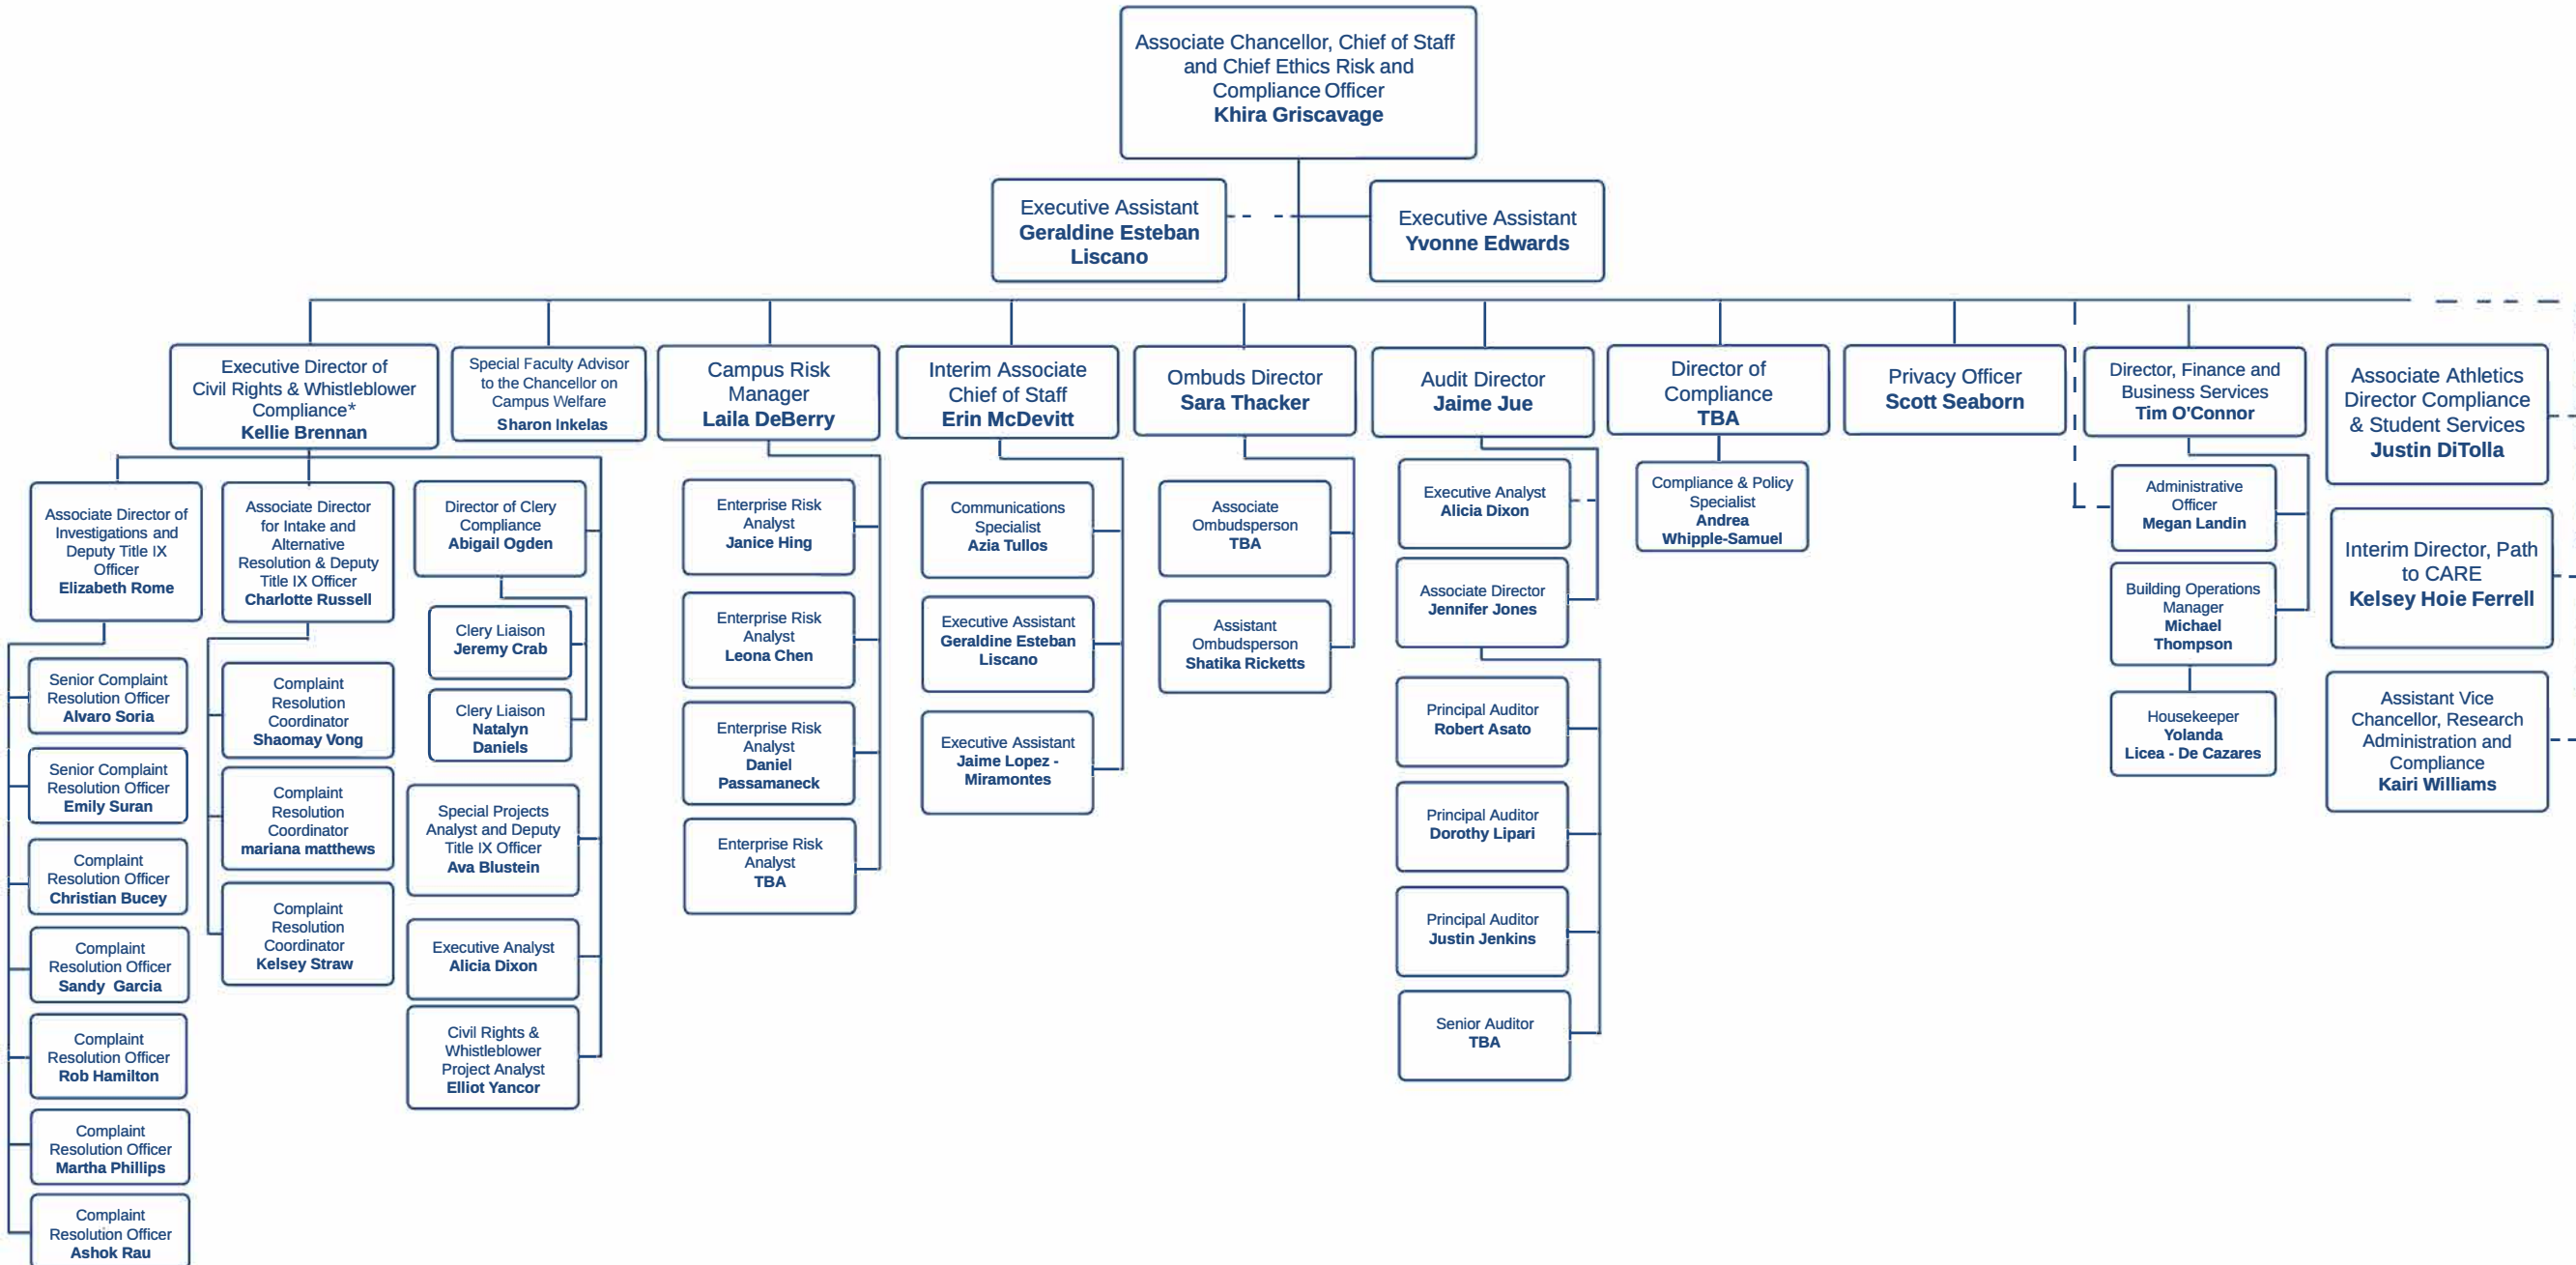 Associate Chancellor, Chief of Staff
and Chief Ethics Risk and
Compliance Officer
Khira Griscavage
Executive Assistant
Geraldine Esteban
Liscano
Executive Assistant
Yvonne Edwards
Executive Director of
Civil Rights & Whistleblower
Compliance*
Kellie Brennan
Special Faculty Advisor
to the Chancellor on
Campus Welfare
Sharon Inkelas
Campus Risk
Manager
Laila DeBerry
Interim Associate
Chief of Staff
Erin McDevitt
Ombuds Director
Sara Thacker
Audit Director
Jaime Jue
Director of
Compliance
TBA
Privacy Officer
Scott Seaborn
Director, Finance and
Business Services
Tim O'Connor
Associate Athletics
Director Compliance
& Student Services
Justin DiTolla
Associate Director of
Investigations and
Deputy Title IX
Officer
Elizabeth Rome
Associate Director
for Intake and
Alternative
Resolution & Deputy
Title IX Officer
Charlotte Russell
Director of Clery
Compliance
Abigail Ogden
Clery Liaison
Jeremy Crab
Clery Liaison
Natalyn
Daniels
Senior Complaint
Resolution Officer
Alvaro Soria
Senior Complaint
Resolution Officer
Emily Suran
Complaint
Resolution Officer
Christian Bucey
Complaint
Resolution Officer
Sandy Garcia
Complaint
Resolution Officer
Rob Hamilton
Complaint
Resolution Officer
Martha Phillips
Complaint
Resolution Officer
Ashok Rau
Complaint
Resolution
Coordinator
Shaomay Vong
Complaint
Resolution
Coordinator
mariana matthews
Complaint
Resolution
Coordinator
Kelsey Straw
Special Projects
Analyst and Deputy
Title IX Officer
Ava Blustein
Executive Analyst
Alicia Dixon
Civil Rights &
Whistleblower
Project Analyst
Elliot Yancor
Enterprise Risk
Analyst
Janice Hing
Enterprise Risk
Analyst
Leona Chen
Enterprise Risk
Analyst
Daniel
Passamaneck
Enterprise Risk
Analyst
TBA
Communications
Specialist
Azia Tullos
Executive Assistant
Geraldine Esteban
Liscano
Executive Assistant
Jaime Lopez -
Miramontes
Associate
Ombudsperson
TBA
Assistant
Ombudsperson
Shatika Ricketts
Executive Analyst
Alicia Dixon
Associate Director
Jennifer Jones
Principal Auditor
Robert Asato
Principal Auditor
Dorothy Lipari
Principal Auditor
Justin Jenkins
Senior Auditor
TBA
Compliance & Policy
Specialist
Andrea
Whipple-Samuel
Administrative
Officer
Megan Landin
Building Operations
Manager
Michael
Thompson
Housekeeper
Yolanda
Licea - De Cazares
Interim Director, Path
to CARE
Kelsey Hoie Ferrell
Assistant Vice
Chancellor, Research
Administration and
Compliance
Kairi Williams